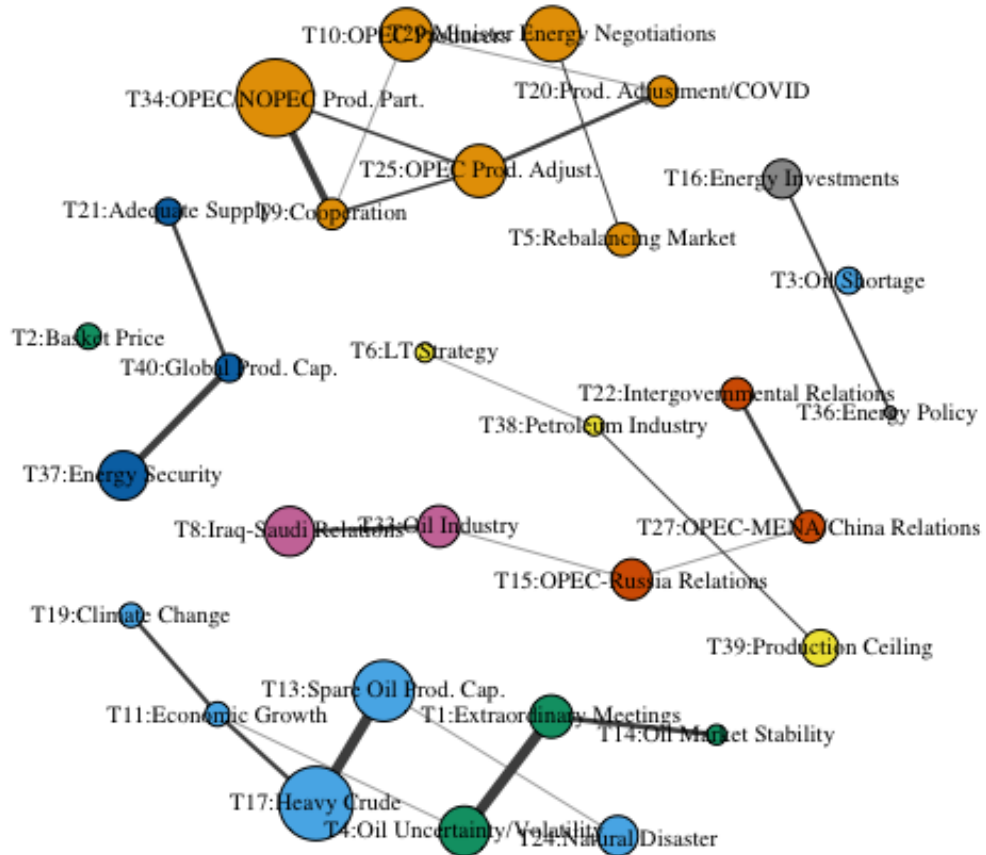 T10:OPEC Producers
T29:Minister Energy Negotiations
T34:OPEC/NOPEC Prod. Part.
T20:Prod. Adjustment/COVID
T25:OPEC Prod. Adjust.
T16:Energy Investments
T21:Adequate Supply
T9:Cooperation
T5:Rebalancing Market
T3:Oil Shortage
T2:Basket Price
T6:LT Strategy
T40:Global Prod. Cap.
T22:Intergovernmental Relations
T36:Energy Policy
T38:Petroleum Industry
T37:Energy Security
T8:Iraq-Saudi Relations
T33:Oil Industry
T27:OPEC-MENA/China Relations
T15:OPEC-Russia Relations
T19:Climate Change
T39:Production Ceiling
T13:Spare Oil Prod. Cap.
T11:Economic Growth
T1:Extraordinary Meetings
T14:Oil Market Stability
T17:Heavy Crude
T4:Oil Uncertainty/Volatility
T24:Natural Disaster